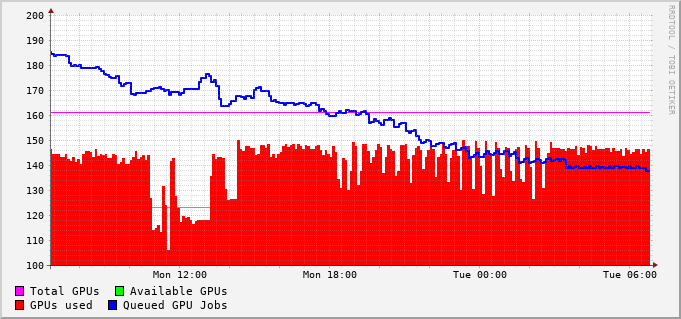 200
190
180
170
160
150
140
130
120
110
100
Mon 12:00 Mon 18:00 Tue 00:00 Tue 06:00
Total GPUs Available GPUs
GPUs used Queued GPU Jobs
RRDTOOL / TOBI OETIKER